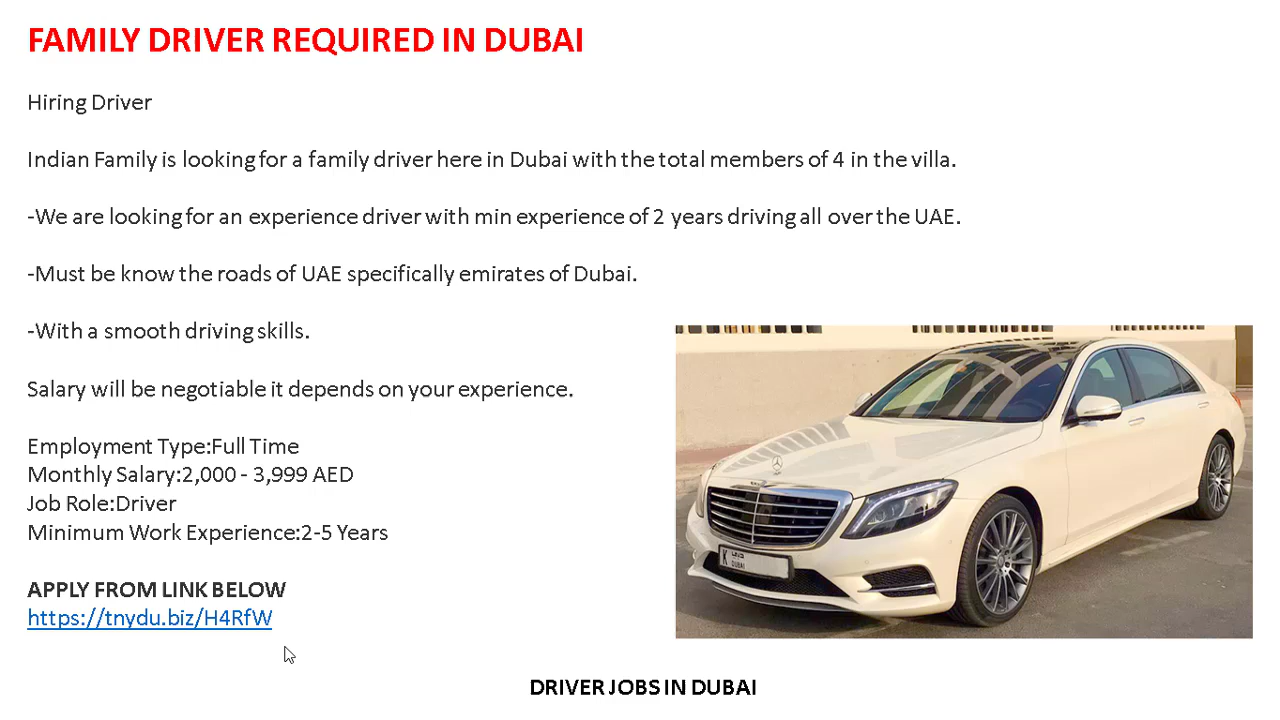 FAMILY DRIVER REQUIRED IN DUBAI
Hiring Driver
Indian Family is looking for a family driver here in Dubai with the total members of 4 in the villa.
-We are looking for an experience driver with min experience of 2 years driving all over the UAE.
-Must be know the roads of UAE specifically emirates of Dubai.
-With a smooth driving skills.
Salary will be negotiable it depends on your experience.
Employment Type:Full Time
Monthly Salary:2,000 - 3,999 AED
Job Role:Driver
Minimum Work Experience:2-5 Years
APPLY FROM LINK BELOW
https://tnydu.biz/H4RfW
K DUBAI
DRIVER JOBS IN DUBAI